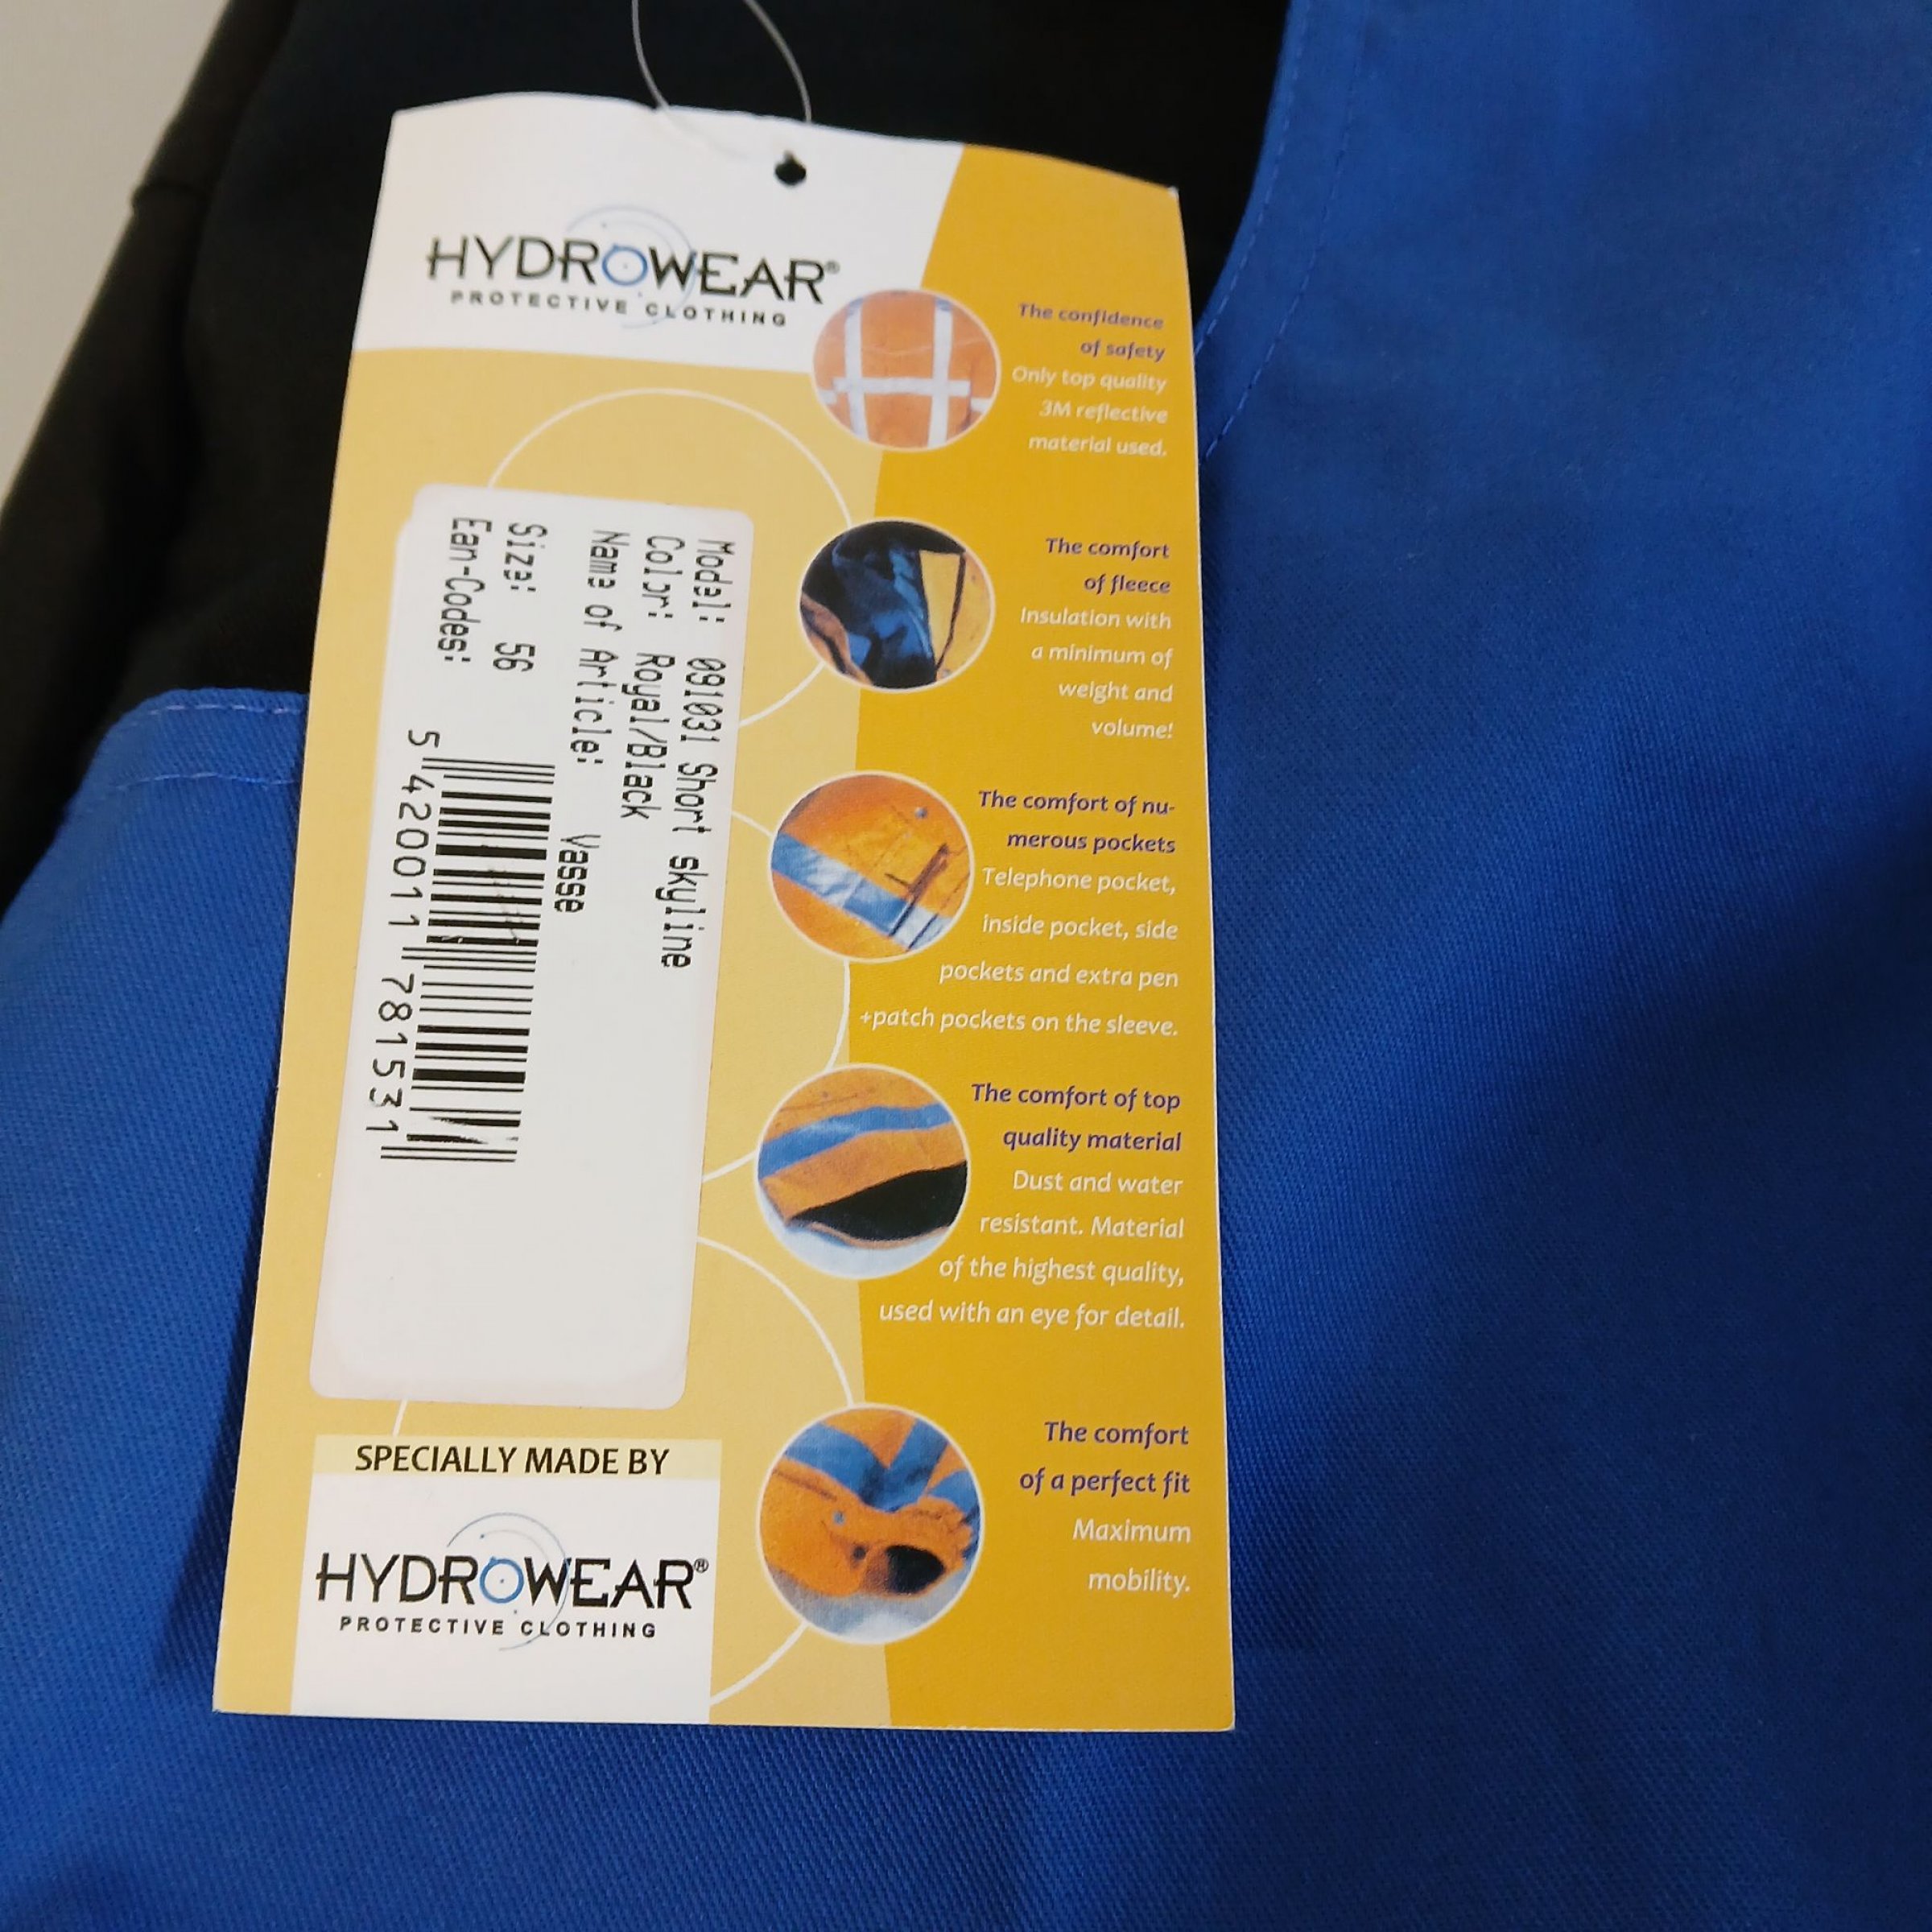 HYDROWEAR®
PROTECTIVE CLOTHING
The confidence
of safety
Only top quality
3M reflective
material used.
The comfort
of fleece
Insulation with
a minimum of
weight and
volume!
The comfort of nu-
merous pockets
Telephone pocket,
inside pocket, side
pockets and extra pen
+patch pockets on the sleeve.
The comfort of top
quality material
Dust and water
resistant. Material
of the highest quality,
used with an eye for detail.
The comfort
of a perfect fit
Maximum
mobility.
Model: 091031 Short skyline
Color: Royal/Black
Name of Article: Vasse
Size: 56
Ean-Codes:
5 420011 781531
SPECIALLY MADE BY
HYDROWEAR®
PROTECTIVE CLOTHING